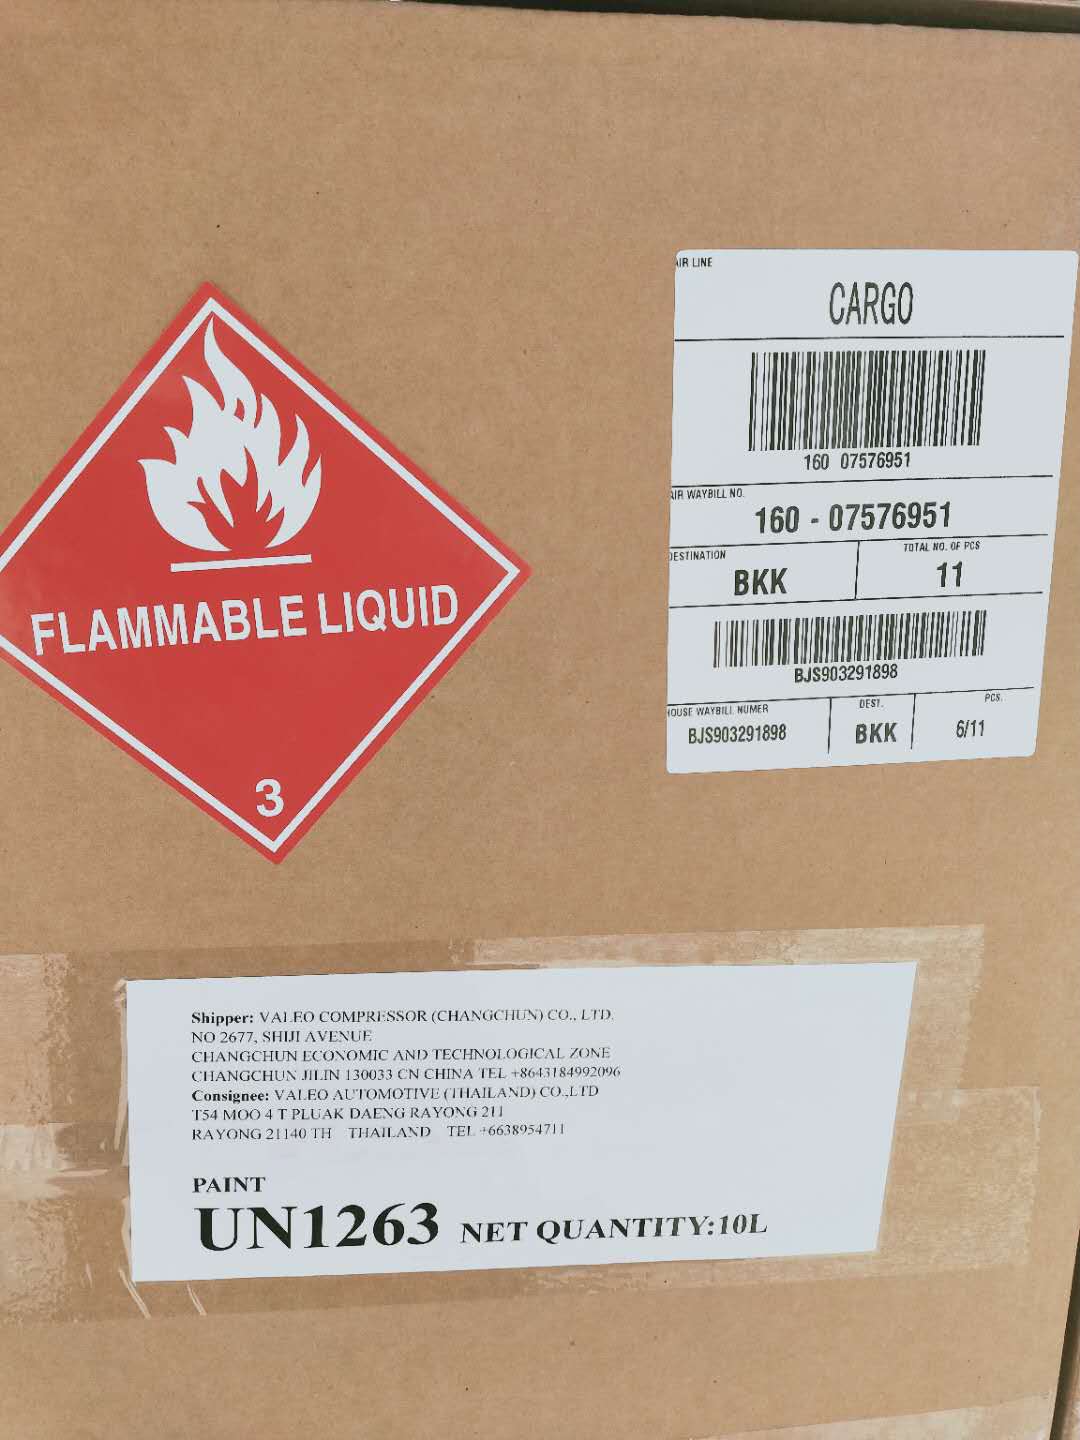 FLAMMABLE LIQUID
3
AIR LINE
CARGO
160 07576951
AIR WAYBILL NO.
160 - 07576951
DESTINATION
BKK
TOTAL NO. OF PCS
11
BJS903291898
HOUSE WAYBILL NUMER
BJS903291898
DEST.
BKK
PCS.
6/11
Shipper: VALEO COMPRESSOR (CHANGCHUN) CO., LTD.
NO 2677, SHIJI AVENUE
CHANGCHUN ECONOMIC AND TECHNOLOGICAL ZONE
CHANGCHUN JILIN 130033 CN CHINA TEL +8643184992096
Consignee: VALEO AUTOMOTIVE (THAILAND) CO.,LTD
T54 MOO 4 T PLUAK DAENG RAYONG 211
RAYONG 21140 TH THAILAND TEL +6638954711
PAINT
UN1263 NET QUANTITY:10L